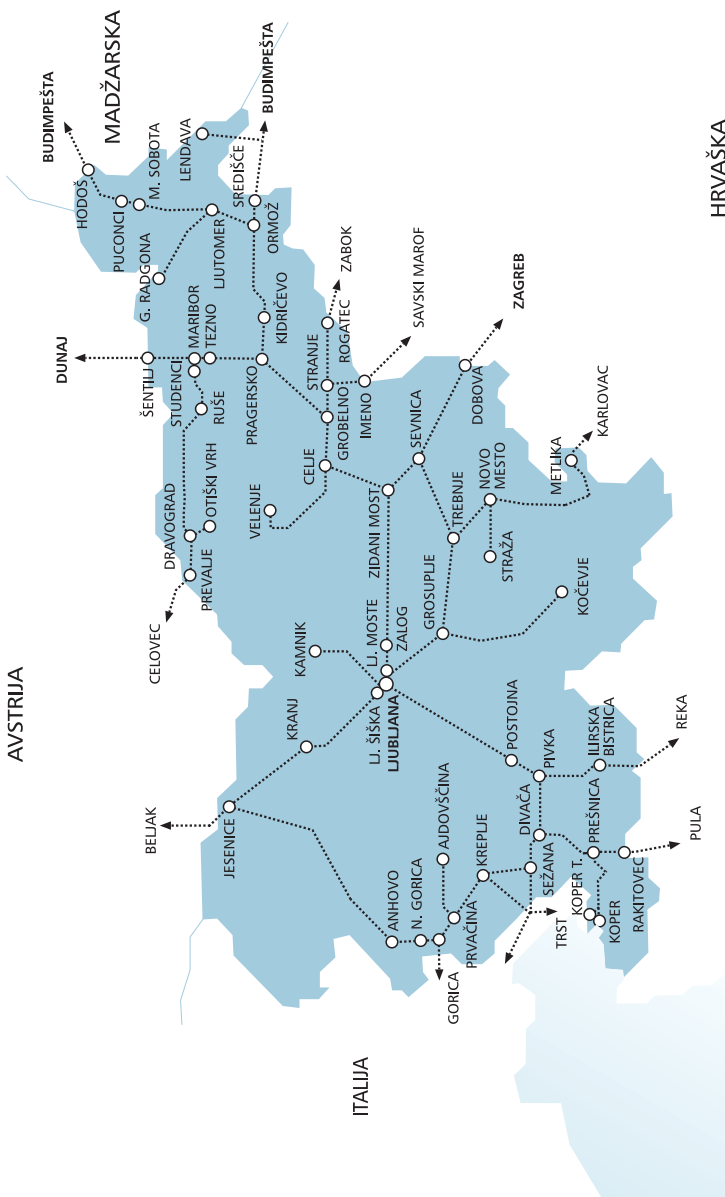 AVSTRIJA
MADŽARSKA
ITALIJA
HRVAŠKA
BUDIMPEŠTA
HODOŠ
PUCONCI
M. SOBOTA
LENDAVA
BUDIMPEŠTA
SREDIŠČE
ORMOŽ
LJUTOMER
G. RADGONA
DUNAJ
ŠENTILJ
STUDENCI
MARIBOR
TEZNO
RUŠE
KIDRIČEVO
PRAGERSKO
DRAVOGRAD
OTIŠKI VRH
PREVALJE
CELOVEC
ZABOK
ROGATEC
STRANJE
SAVSKI MAROF
IMENO
GROBELNO
CELJE
VELENJE
ZAGREB
DOBOVA
SEVNICA
ZIDANI MOST
KARLOVAC
METLIKA
NOVO
MESTO
TREBNJE
STRAŽA
GROSUPLJE
KOČEVJE
KAMNIK
LJ. MOSTE
ZALOG
LJ. ŠIŠKA
LJUBLJANA
KRANJ
BELJAK
JESENICE
POSTOJNA
PIVKA
ILIRSKA
BISTRICA
REKA
DIVAČA
PREŠNICA
PULA
RAKITOVEC
KOPER T.
KOPER
SEŽANA
TRST
KREPLJE
AJDOVŠČINA
PRVAČINA
ANHOVO
N. GORICA
GORICA